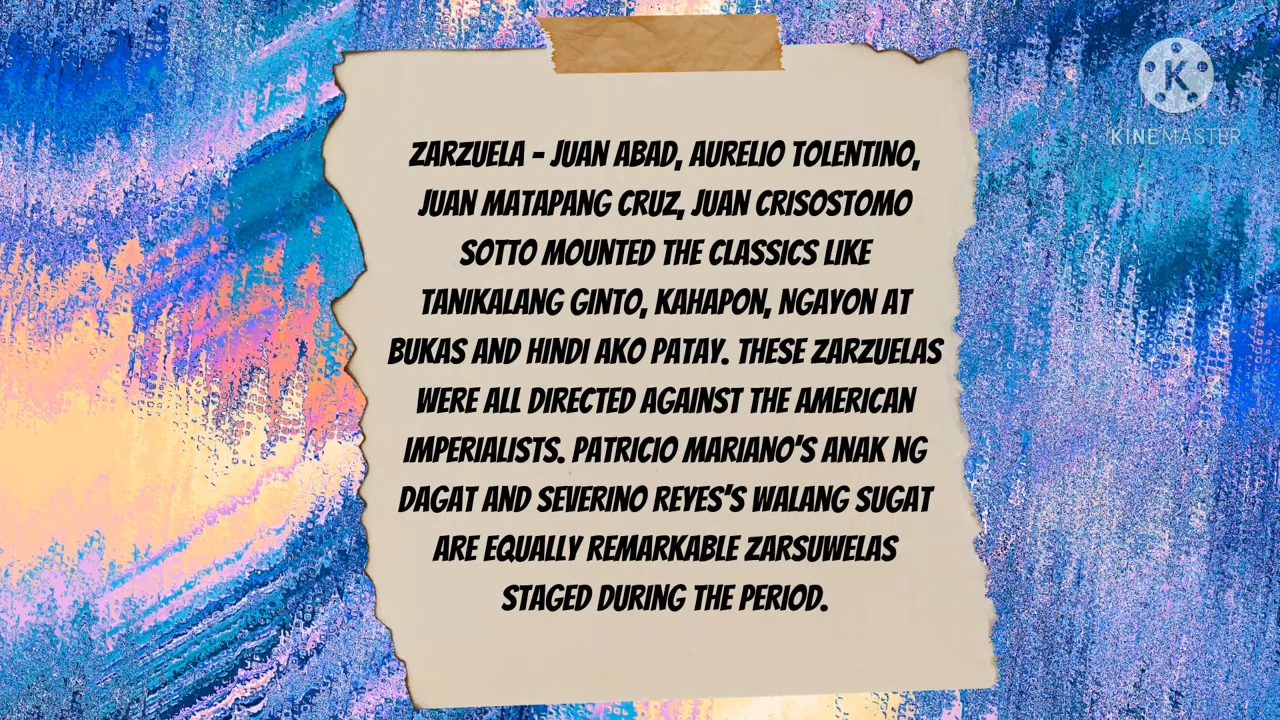 ZARZUELA - JUAN ABAD, AURELIO TOLENTINO,
JUAN MATAPANG CRUZ, JUAN CRISOSTOMO
SOTTO MOUNTED THE CLASSICS LIKE
TANIKALANG GINTO, KAHAPON, NGAYON AT
BUKAS AND HINDI AKO PATAY. THESE ZARZUELAS
WERE ALL DIRECTED AGAINST THE AMERICAN
IMPERIALISTS. PATRICIO MARIANO'S ANAK NG
DAGAT AND SEVERINO REYES'S WALANG SUGAT
ARE EQUALLY REMARKABLE ZARSUWELAS
STAGED DURING THE PERIOD.
K
KINEMASTER